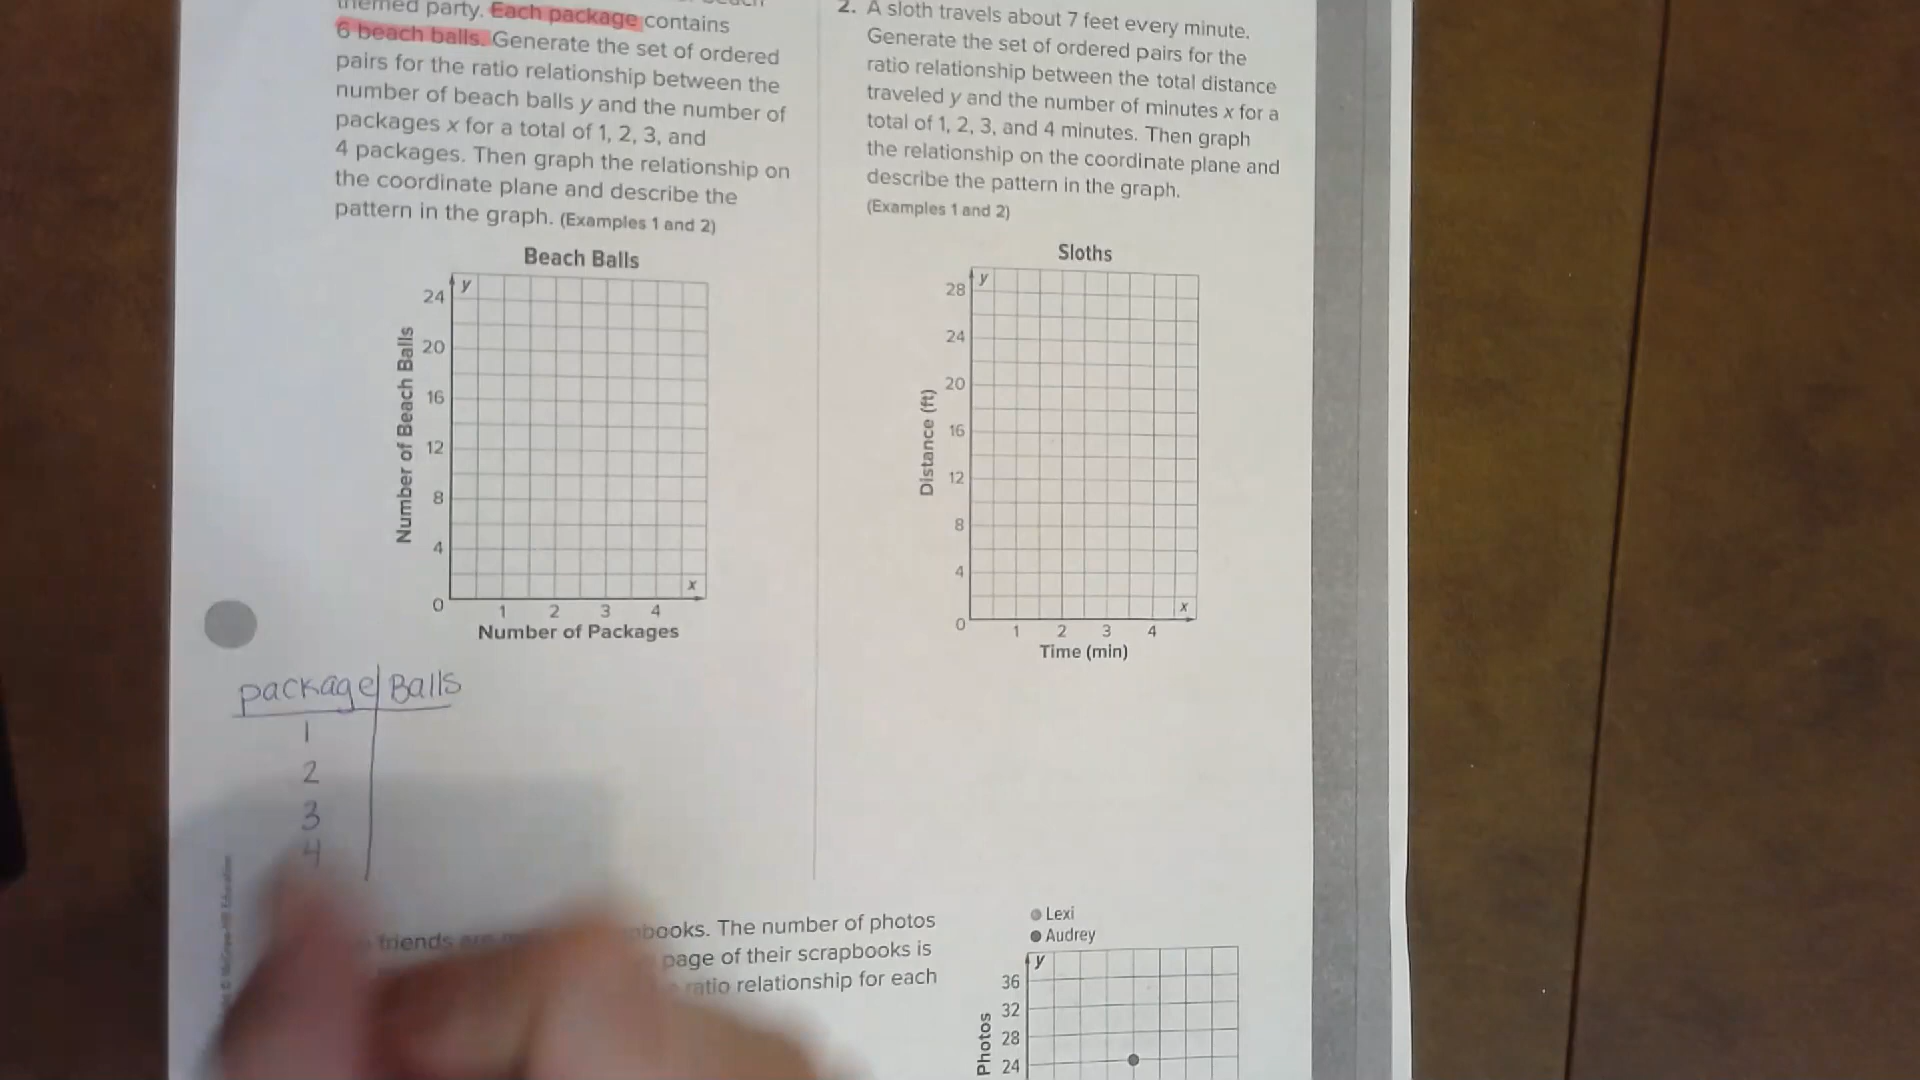 themed party. Each package contains
6 beach balls. Generate the set of ordered
pairs for the ratio relationship between the
number of beach balls y and the number of
packages x for a total of 1, 2, 3, and
4 packages. Then graph the relationship on
the coordinate plane and describe the
pattern in the graph. (Examples 1 and 2)
Beach Balls
y
24
20
16
12
8
4
0
1 2 3 4
x
Number of Beach Balls
Number of Packages
package Balls
1
2
3
4
2. A sloth travels about 7 feet every minute.
Generate the set of ordered pairs for the
ratio relationship between the total distance
traveled y and the number of minutes x for a
total of 1, 2, 3, and 4 minutes. Then graph
the relationship on the coordinate plane and
describe the pattern in the graph.
(Examples 1 and 2)
Sloths
y
28
24
20
16
12
8
4
0
1 2 3 4
x
Distance (ft)
Time (min)
friends are The number of photos
page of their scrapbooks is
ratio relationship for each
Lexi
Audrey
y
36
32
28
24
Photos